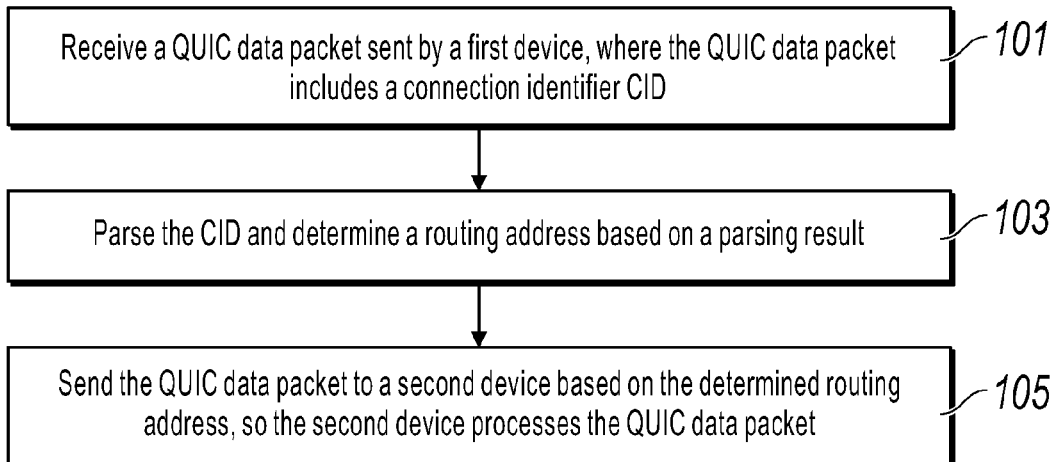 Receive a QUIC data packet sent by a first device, where the QUIC data packet
includes a connection identifier CID
101
Parse the CID and determine a routing address based on a parsing result
103
Send the QUIC data packet to a second device based on the determined routing
address, so the second device processes the QUIC data packet
105